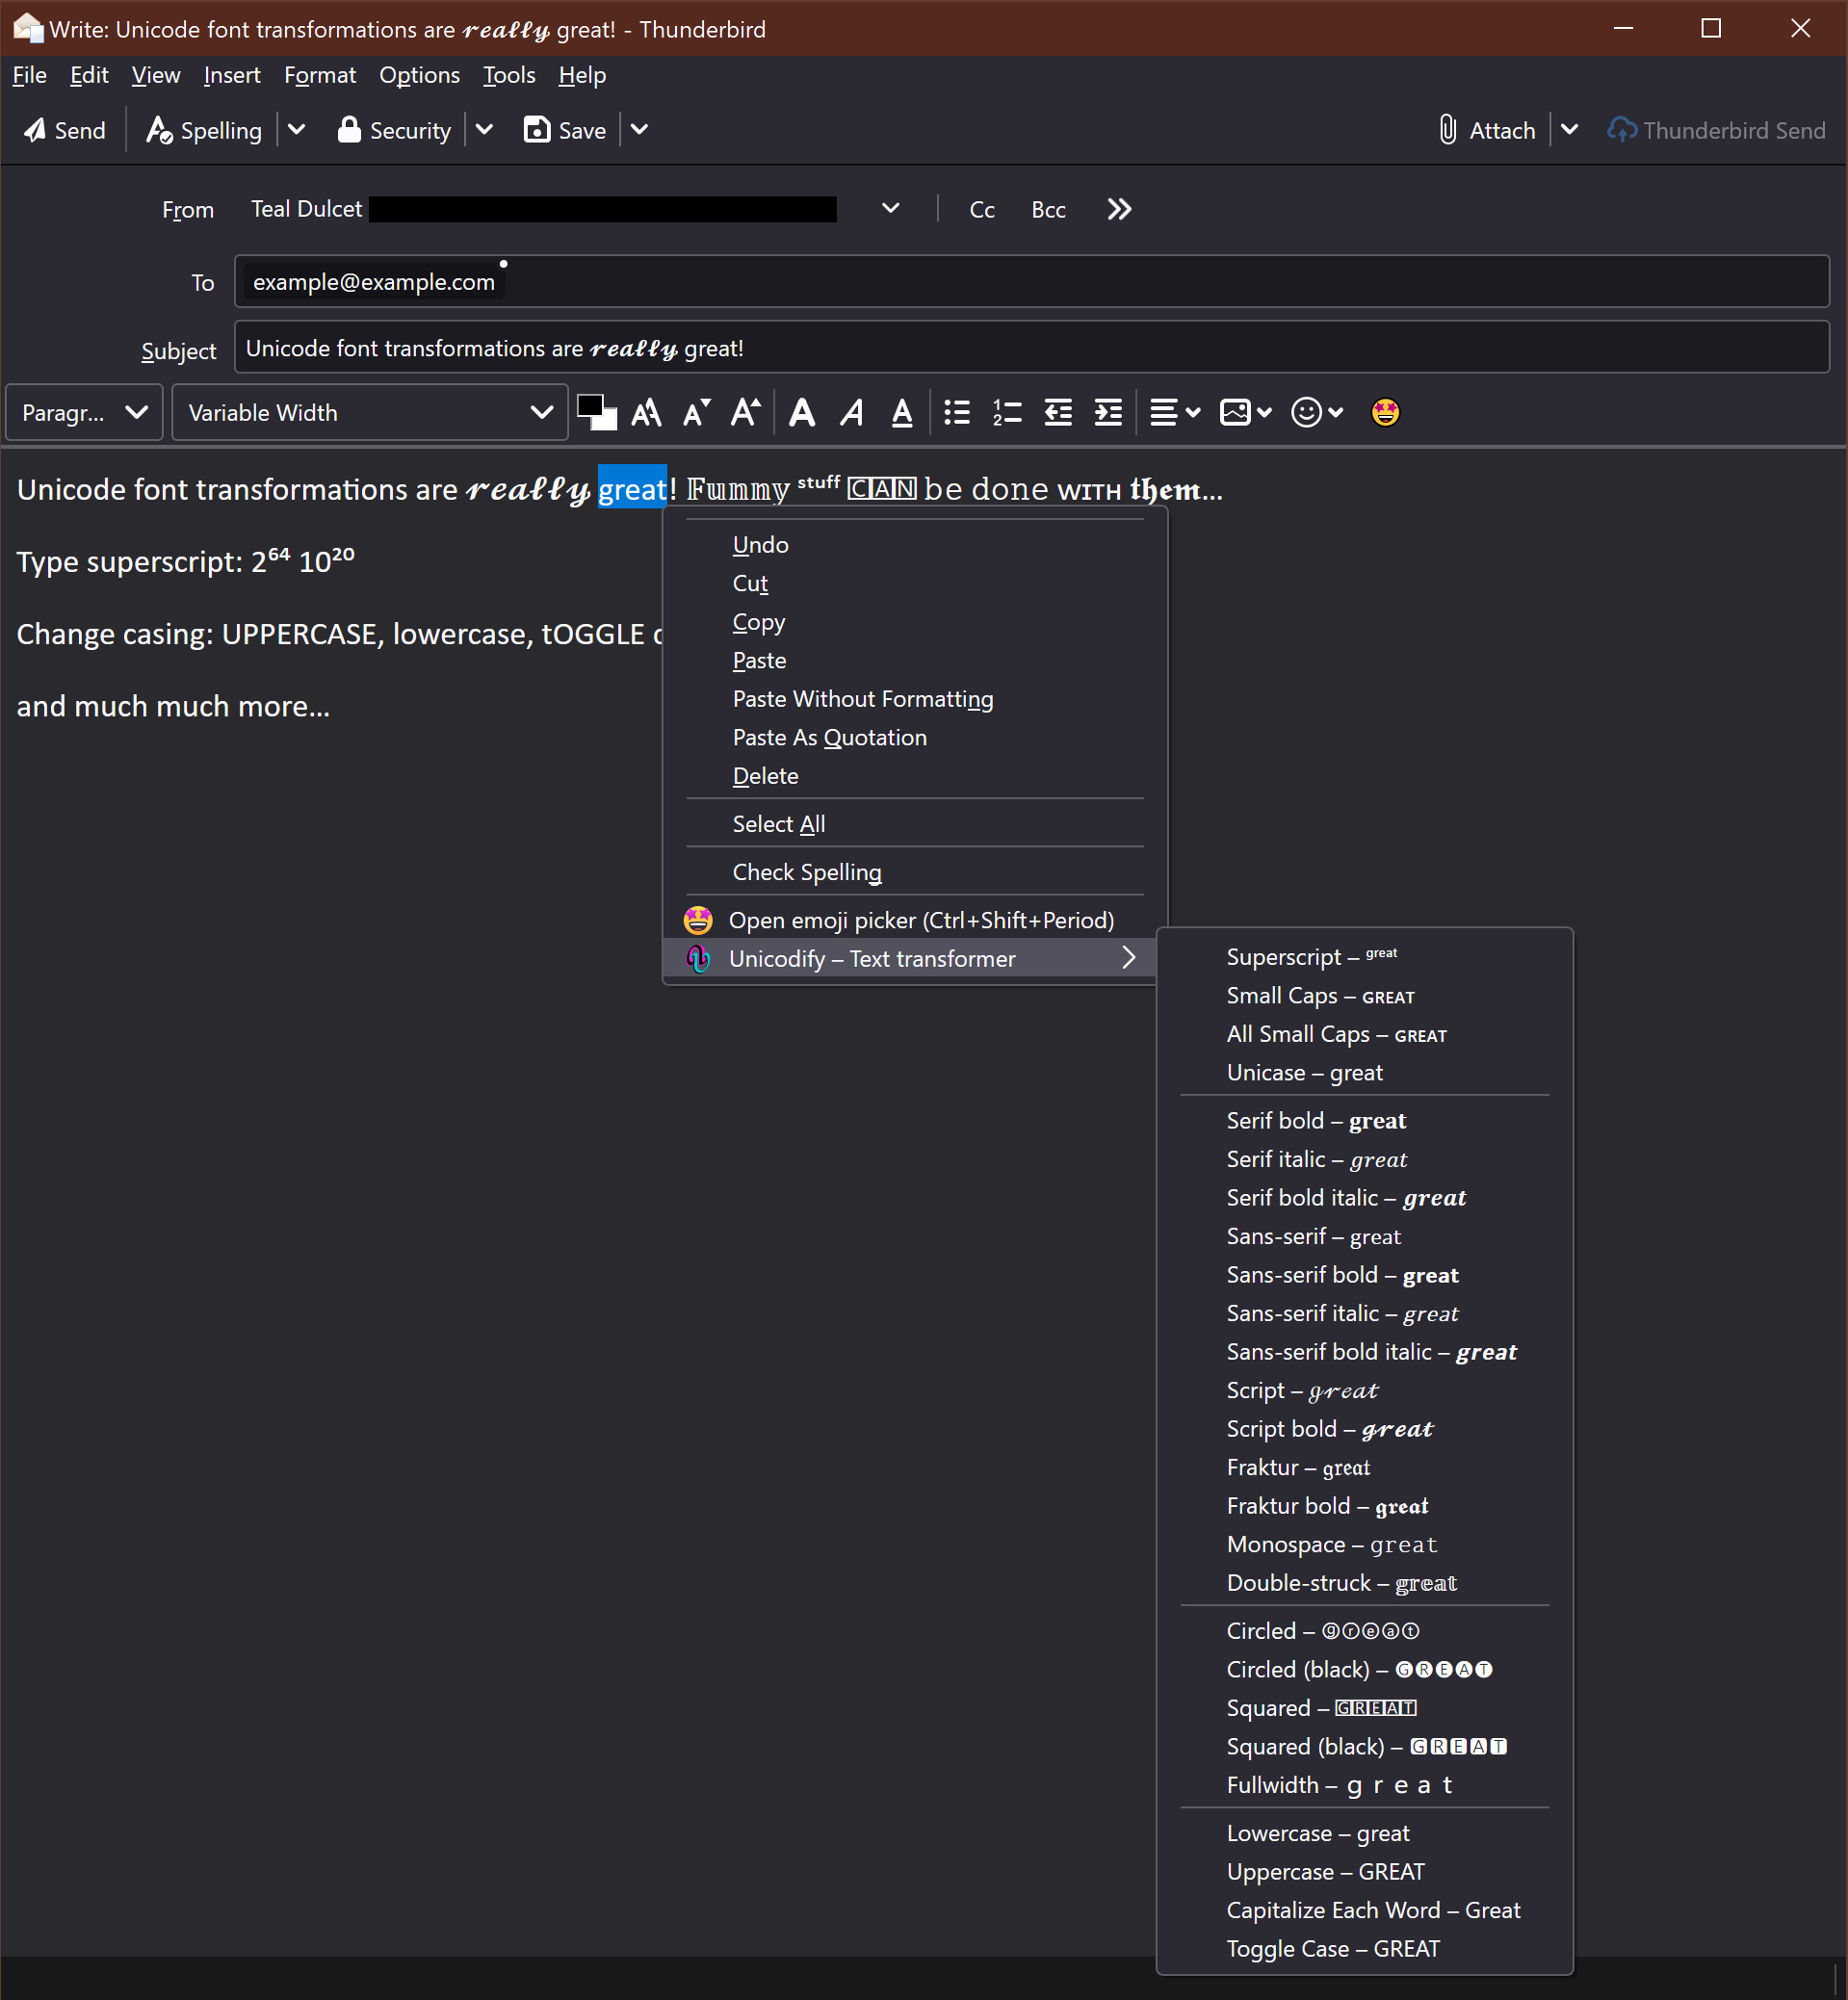 Write: Unicode font transformations are 𝓻𝓮𝓪𝓵𝓵𝔂 great! - Thunderbird
File Edit View Insert Format Options Tools Help
Send Spelling Security Save Attach Thunderbird Send
From Teal Dulcet Cc Bcc
To example@example.com
Subject Unicode font transformations are 𝓻𝓮𝓪𝓵𝓵𝔂 great!
Paragr... Variable Width
Unicode font transformations are 𝓻𝓮𝓪𝓵𝓵𝔂 great! 𝔽𝕦𝕞𝕞𝕪 ˢᵗᵘᶠᶠ 🄲🄰🄽 𝚋𝚎 𝚍𝚘𝚗𝚎 ᴡɪᴛʜ 𝖙𝖍𝖊𝖒…
Type superscript: 2⁶⁴ 10²⁰
Change casing: UPPERCASE, lowercase, tOGGLE
and much much more…
Undo
Cut
Copy
Paste
Paste Without Formatting
Paste As Quotation
Delete
Select All
Check Spelling
Open emoji picker (Ctrl+Shift+Period)
Unicodify – Text transformer
Superscript – ᵍʳᵉᵃᵗ
Small Caps – ɢʀᴇᴀᴛ
All Small Caps – ɢʀᴇᴀᴛ
Unicase – great
Serif bold – 𝐠𝐫𝐞𝐚𝐭
Serif italic – 𝑔𝑟𝑒𝑎𝑡
Serif bold italic – 𝒈𝒓𝒆𝒂𝒕
Sans-serif – 𝗀𝗋𝖾𝖺𝗍
Sans-serif bold – 𝗴𝗿𝗲𝗮𝘁
Sans-serif italic – 𝘨𝘳𝘦𝘢𝘵
Sans-serif bold italic – 𝙜𝙧𝙚𝙖𝙩
Script – ℊ𝓇ℯ𝒶𝓉
Script bold – 𝓰𝓻𝓮𝓪𝓽
Fraktur – 𝔤𝔯𝔢𝔞𝔱
Fraktur bold – 𝖌𝖗𝖊𝖆𝖙
Monospace – 𝚐𝚛𝚎𝚊𝚝
Double-struck – 𝕘𝕣𝕖𝕒𝕥
Circled – ⓖⓡⓔⓐⓣ
Circled (black) – 🅖🅡🅔🅐🅣
Squared – 🄶🅁🄴🄰🅃
Squared (black) – 🅶🆁🅴🅰🆃
Fullwidth – ｇｒｅａｔ
Lowercase – great
Uppercase – GREAT
Capitalize Each Word – Great
Toggle Case – GREAT